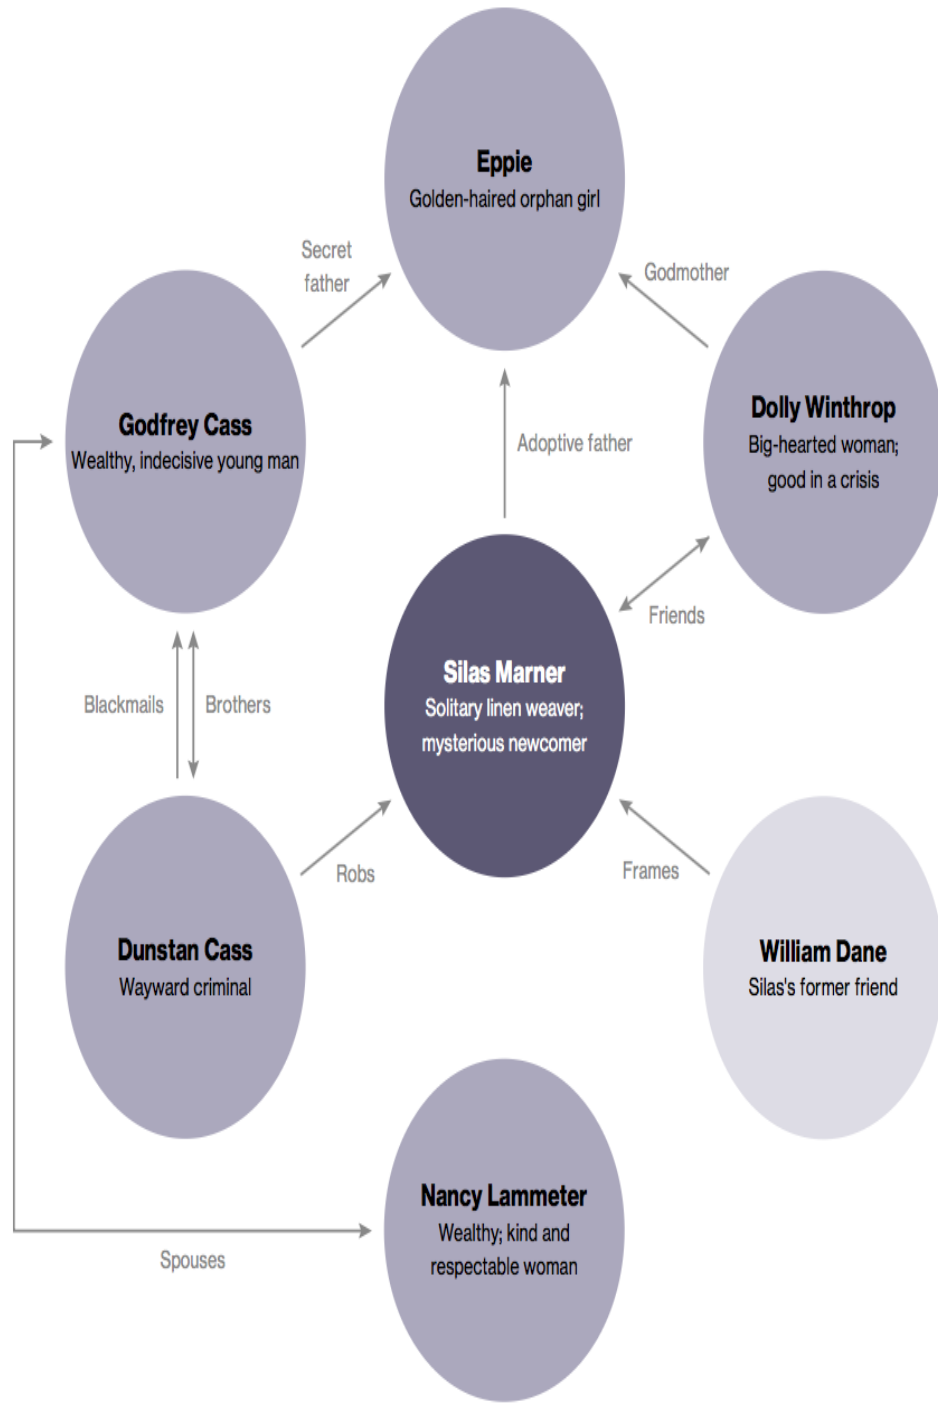 Eppie
Golden-haired orphan girl
Secret
father
Godmother
Godfrey Cass
Wealthy, indecisive young man
Adoptive father
Dolly Winthrop
Big-hearted woman;
good in a crisis
Friends
Silas Marner
Solitary linen weaver;
mysterious newcomer
Blackmails
Brothers
Robs
Frames
Dunstan Cass
Wayward criminal
William Dane
Silas's former friend
Nancy Lammeter
Wealthy; kind and
respectable woman
Spouses